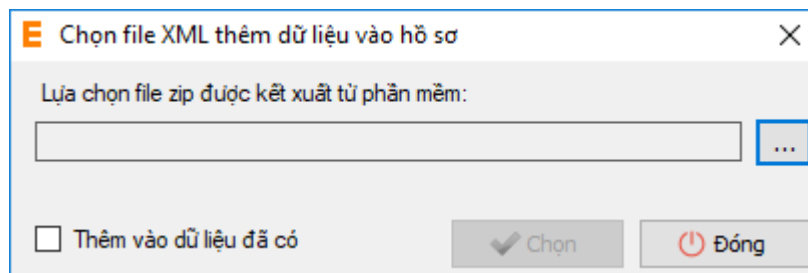 E Chọn file XML thêm dữ liệu vào hồ sơ
Lựa chọn file zip được kết xuất từ phần mềm:
...
Thêm vào dữ liệu đã có
Chọn
Đóng